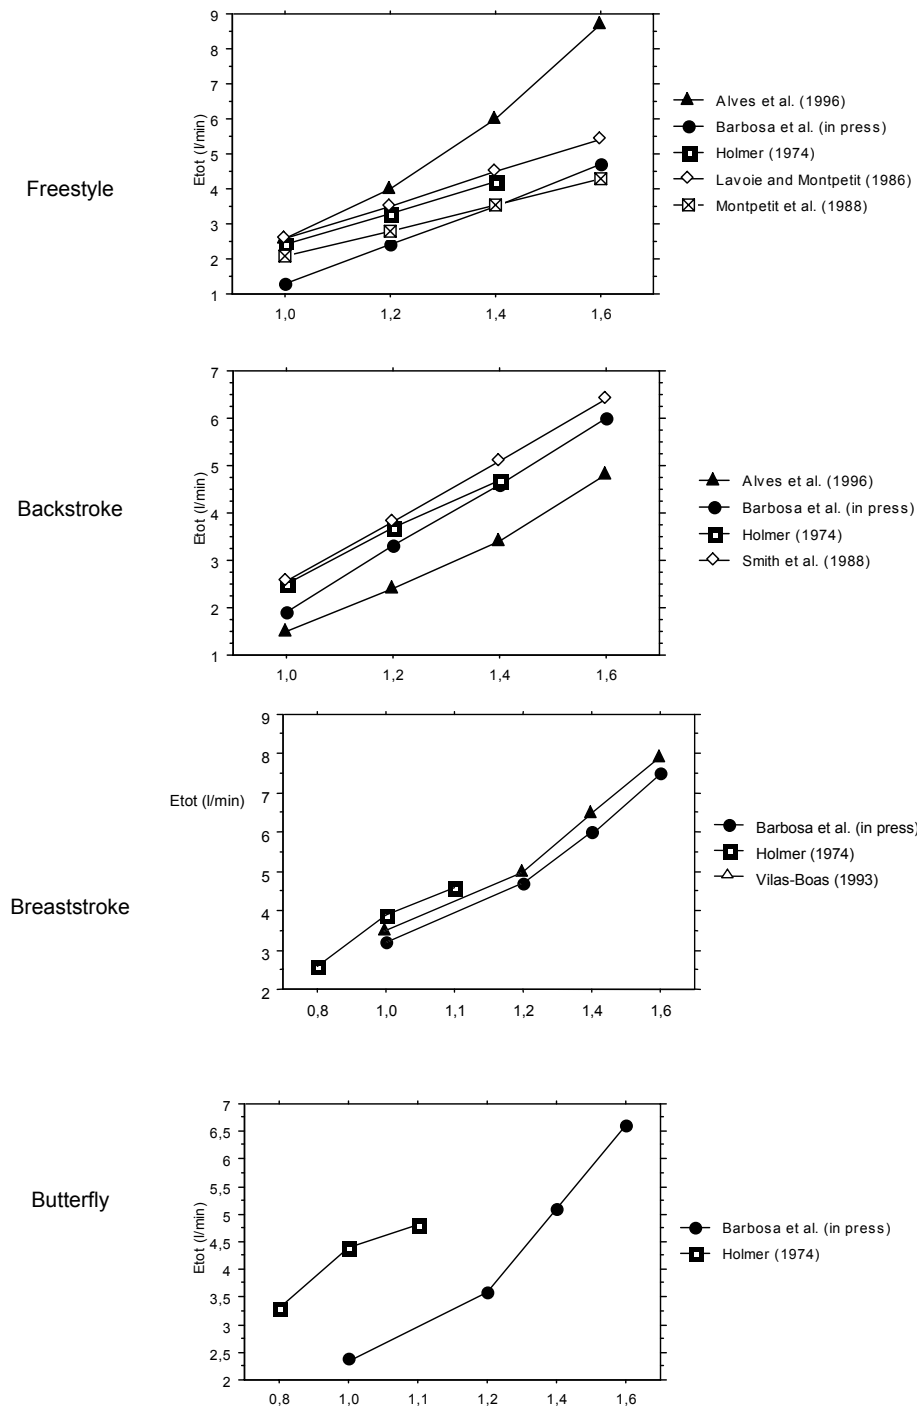 Freestyle
Etot (l/min)
9
8
7
6
5
4
3
2
1
1,0 1,2 1,4 1,6
Alves et al. (1996)
Barbosa et al. (in press)
Holmer (1974)
Lavoie and Montpetit (1986)
Montpetit et al. (1988)
Backstroke
Etot (l/min)
7
6
5
4
3
2
1
1,0 1,2 1,4 1,6
Alves et al. (1996)
Barbosa et al. (in press)
Holmer (1974)
Smith et al. (1988)
Breaststroke
Etot (l/min)
9
8
7
6
5
4
3
2
0,8 1,0 1,1 1,2 1,4 1,6
Barbosa et al. (in press)
Holmer (1974)
Vilas-Boas (1993)
Butterfly
Etot (l/min)
7
6,5
6
5,5
5
4,5
4
3,5
3
2,5
2
0,8 1,0 1,1 1,2 1,4 1,6
Barbosa et al. (in press)
Holmer (1974)